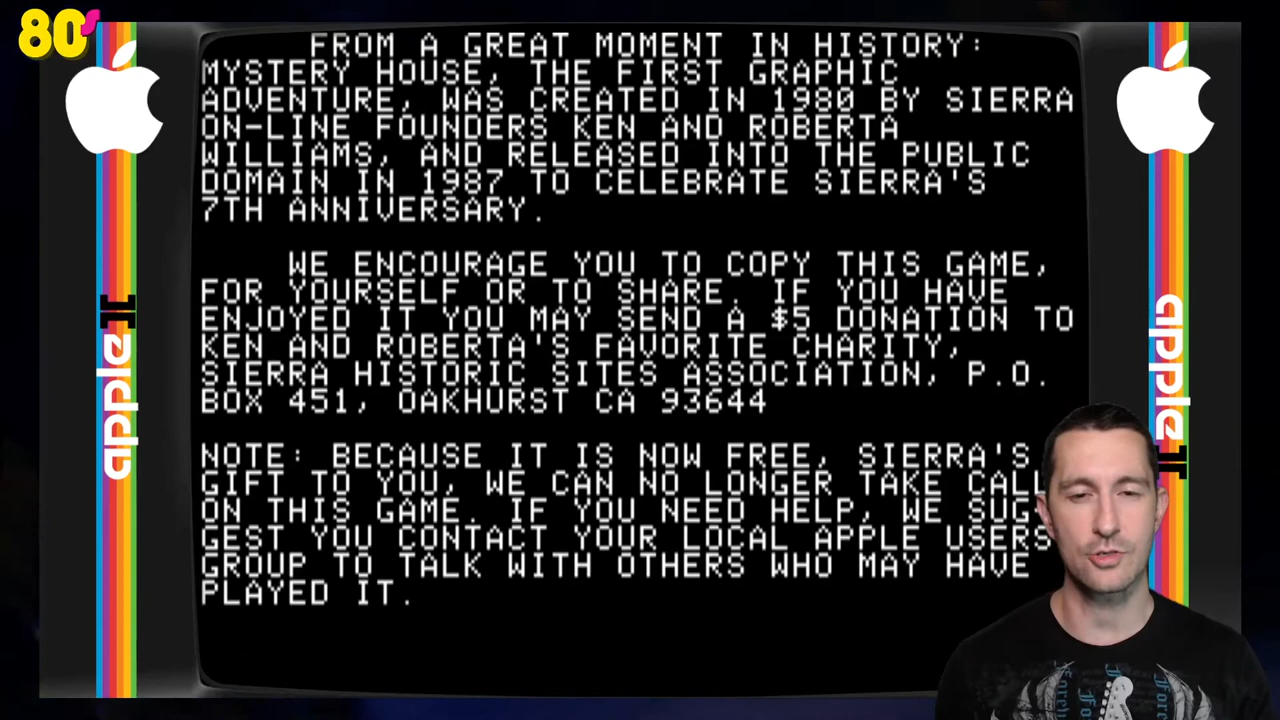 80s
FROM A GREAT MOMENT IN HISTORY:
MYSTERY HOUSE, THE FIRST GRAPHIC
ADVENTURE, WAS CREATED IN 1980 BY SIERRA
ON-LINE FOUNDERS KEN AND ROBERTA
WILLIAMS, AND RELEASED INTO THE PUBLIC
DOMAIN IN 1987 TO CELEBRATE SIERRA'S
7TH ANNIVERSARY.
WE ENCOURAGE YOU TO COPY THIS GAME,
FOR YOURSELF OR TO SHARE. IF YOU HAVE
ENJOYED IT YOU MAY SEND A $5 DONATION TO
KEN AND ROBERTA'S FAVORITE CHARITY,
SIERRA HISTORIC SITES ASSOCIATION, P.O.
BOX 451, OAKHURST CA 93644
NOTE: BECAUSE IT IS NOW FREE, SIERRA'S
GIFT TO YOU, WE CAN NO LONGER TAKE CALL
ON THIS GAME. IF YOU NEED HELP, WE SUG
GEST YOU CONTACT YOUR LOCAL APPLE USERS
GROUP TO TALK WITH OTHERS WHO MAY HAVE
PLAYED IT.
apple ][
apple ][